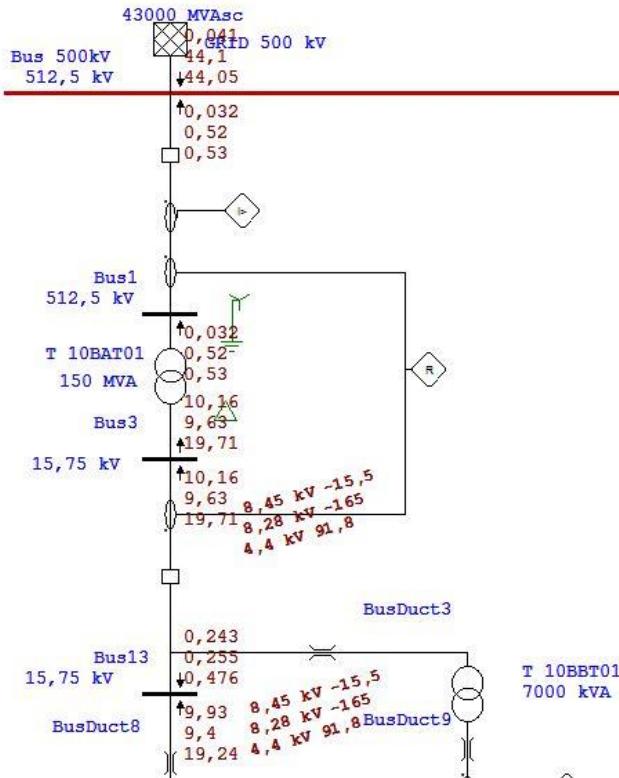 43000 MVAsc
0,041
GRID 500 kV
44,1
Bus 500kV
44,05
512,5 kV
0,032
0,52
0,53
I>
Bus1
512,5 kV
0,032
T 10BAT01
0,52
0,53
150 MVA
R
10,16
Bus3
9,63
19,71
15,75 kV
10,16
9,63
19,71
8,45 kV -15,5
8,28 kV -165
4,4 kV 91,8
BusDuct3
0,243
Bus13
0,255
15,75 kV
0,476
8,45 kV -15,5
8,28 kV -165
4,4 kV 91,8
T 10BBT01
7000 kVA
BusDuct8
9,93
9,4
19,24
BusDuct9